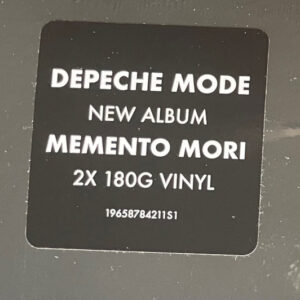 DEPECHE MODE
NEW ALBUM
MEMENTO MORI
2X 180G VINYL
19658784211S1